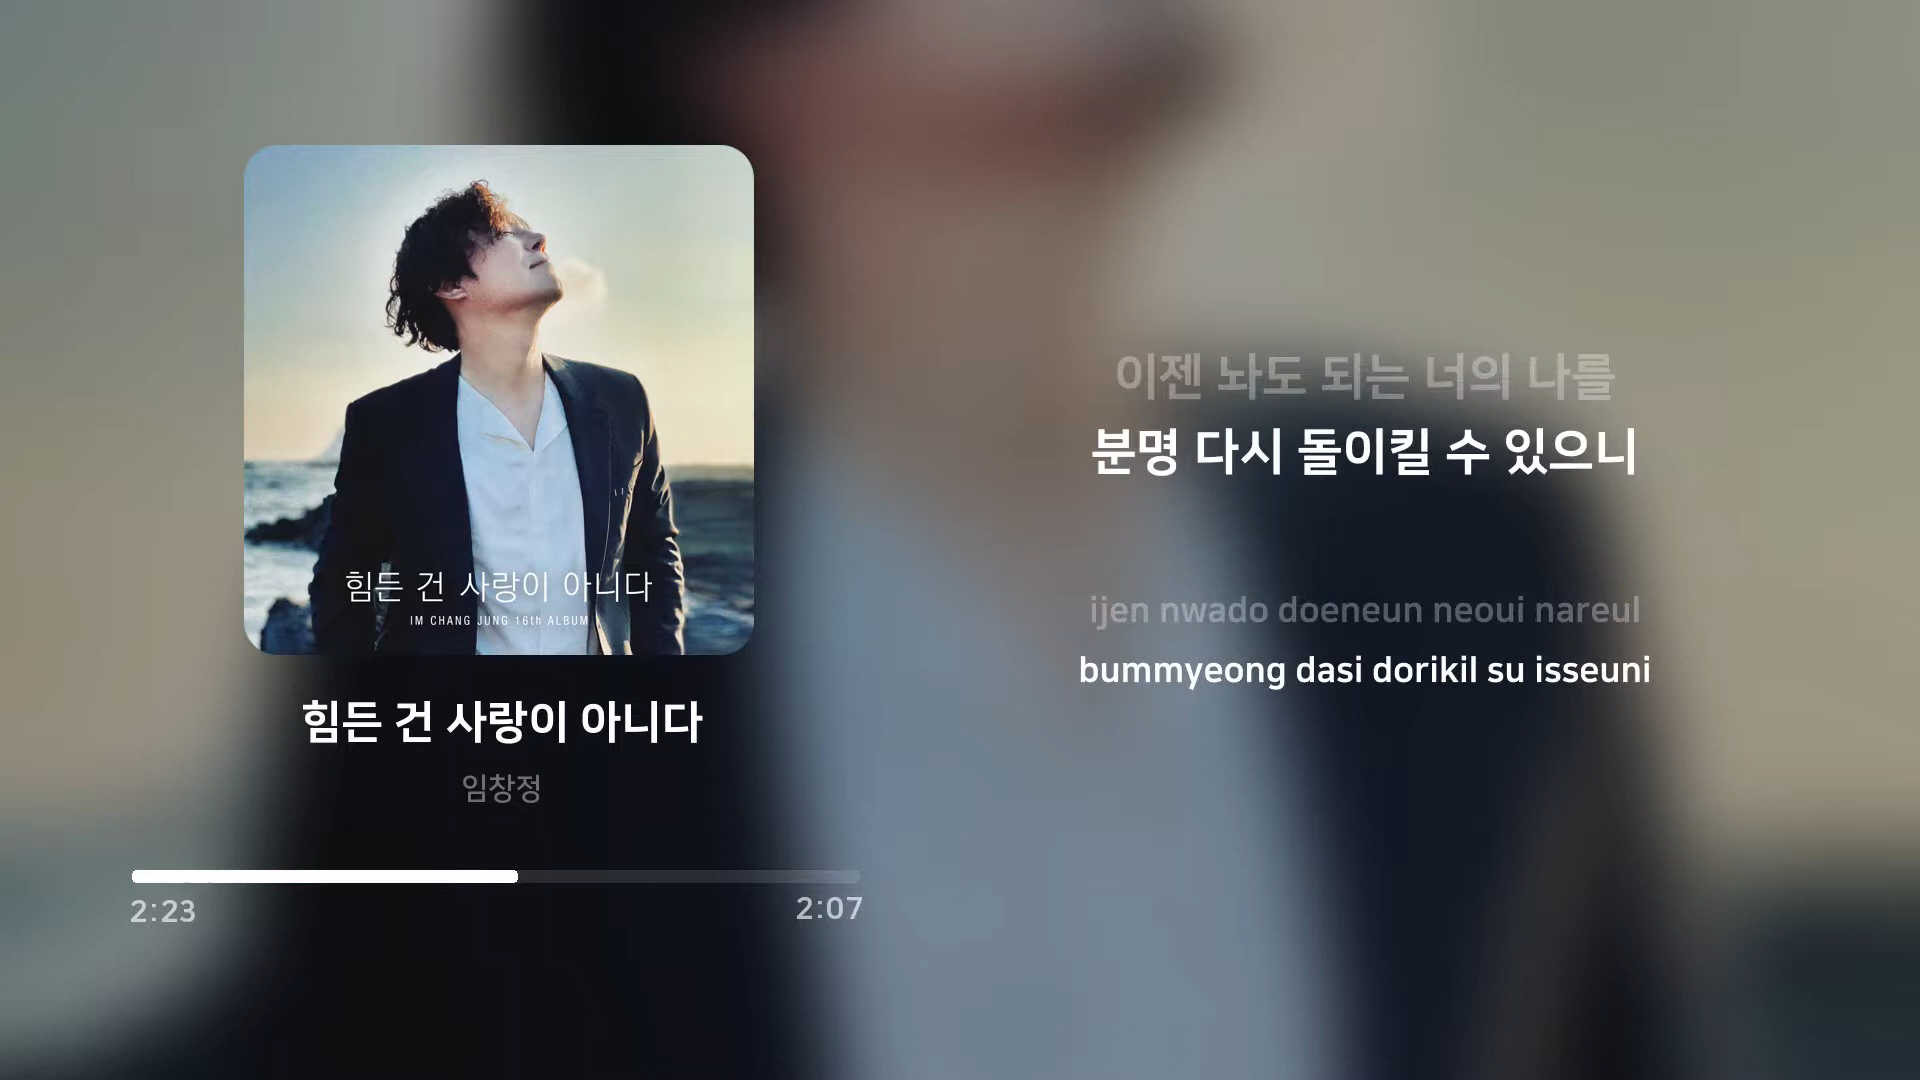 힘든 건 사랑이 아니다
IM CHANG JUNG 16th ALBUM
힘든 건 사랑이 아니다
임창정
2:23
2:07
이젠 놔도 되는 너의 나를
분명 다시 돌이킬 수 있으니
ijen nwado doeneun neoui nareul
bummyeong dasi dorikil su isseuni